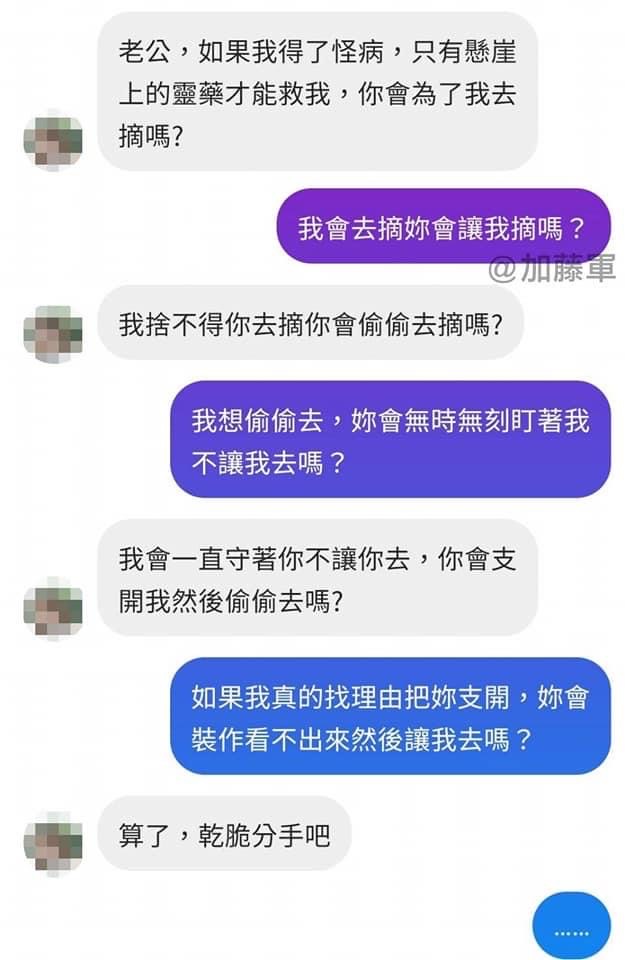 老公，如果我得了怪病，只有懸崖
上的靈藥才能救我，你會為了我去
摘嗎?
我會去摘妳會讓我摘嗎？
@加藤軍
我捨不得你去摘你會偷偷去摘嗎?
我想偷偷去，妳會無時無刻盯著我
不讓我去嗎？
我會一直守著你不讓你去，你會支
開我然後偷偷去嗎?
如果我真的找理由把妳支開，妳會
裝作看不出來然後讓我去嗎？
算了，乾脆分手吧
......